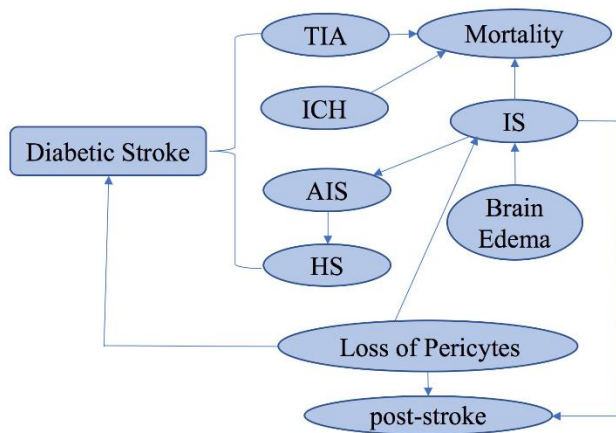 TIA
Mortality
ICH
IS
Diabetic Stroke
AIS
Brain
Edema
HS
Loss of Pericytes
post-stroke